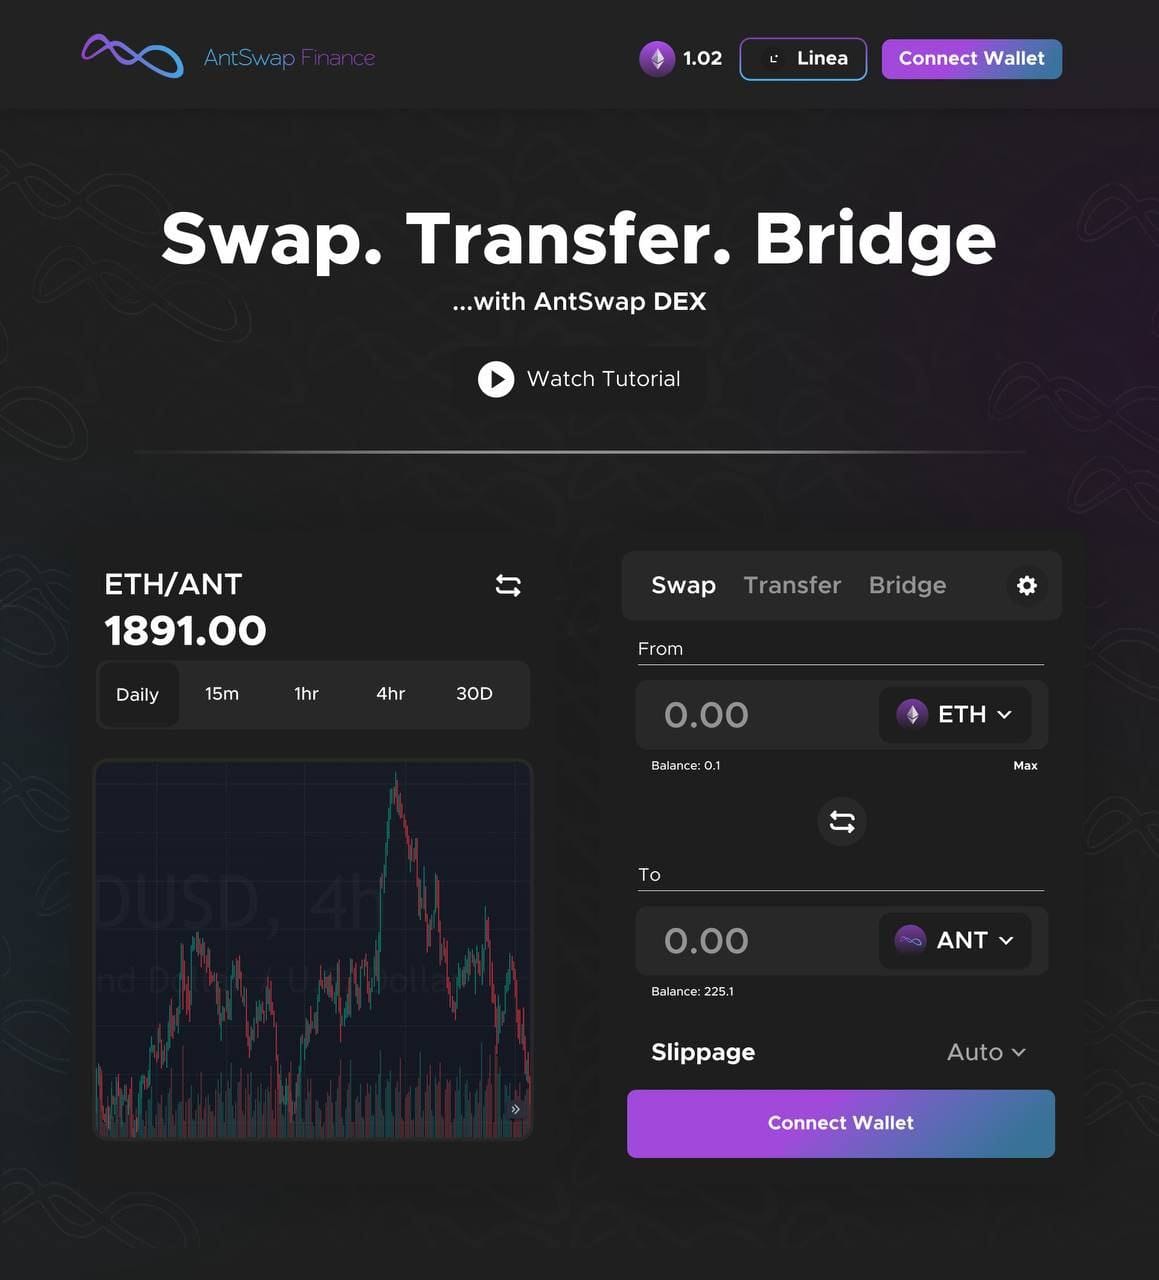 AntSwap Finance
1.02
Linea
Connect Wallet
Swap. Transfer. Bridge
...with AntSwap DEX
Watch Tutorial
ETH/ANT
1891.00
Daily 15m 1hr 4hr 30D
DUSD, 4h
Swap Transfer Bridge
From
0.00
ETH
Balance: 0.1
Max
To
0.00
ANT
Balance: 225.1
Slippage
Auto
Connect Wallet